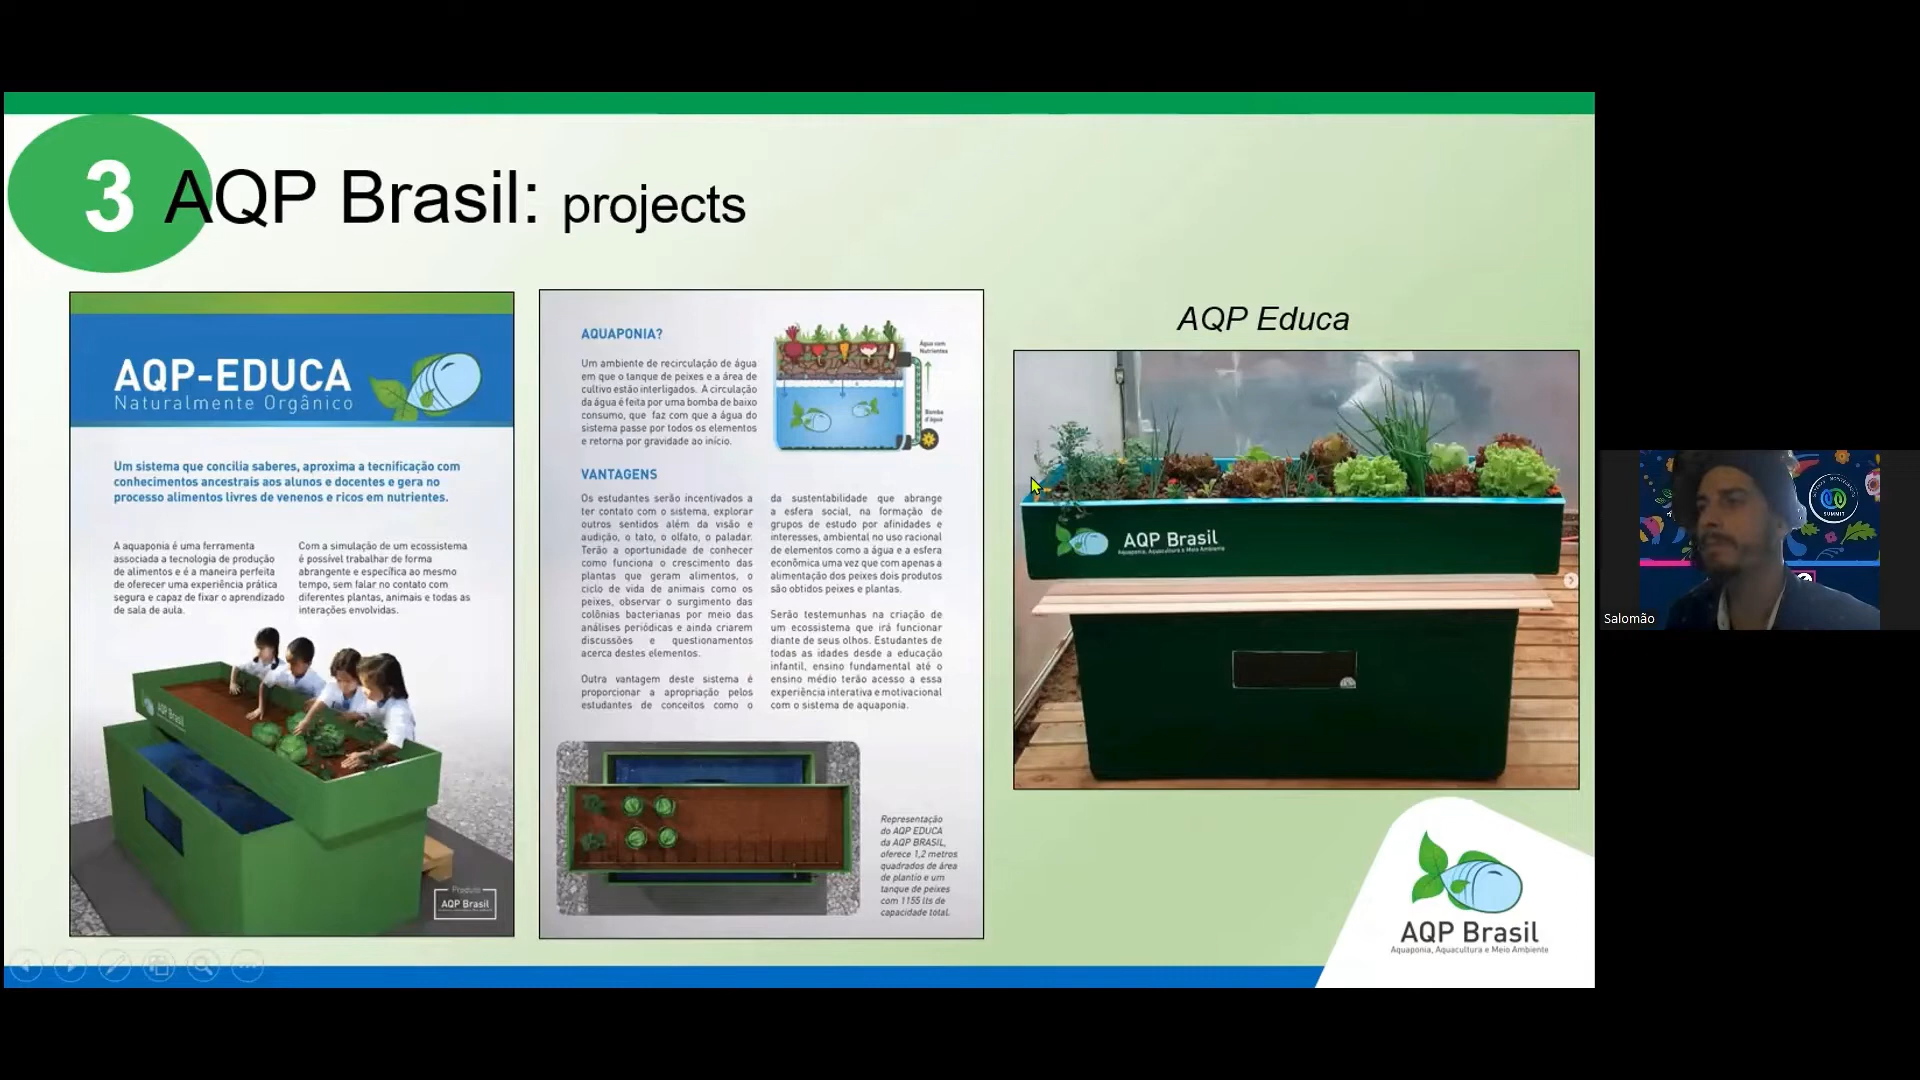 3 AQP Brasil: projects
AQP-EDUCA
Naturalmente Orgânico
Um sistema que concilia saberes, aproxima a tecnificação com
conhecimentos ancestrais aos alunos e docentes e gera no
processo alimentos livres de venenos e ricos em nutrientes.
A aquaponia é uma ferramenta
associada a tecnologia de produção
de alimentos e é a maneira perfeita
de oferecer uma experiência prática
segura e capaz de fixar o aprendizado
de sala de aula.
Com a simulação de um ecossistema
é possível trabalhar de forma
abrangente e específica ao mesmo
tempo, sem falar no contato com
diferentes plantas, animais e todas as
interações envolvidas.
AQP Brasil
Produto
AQP Brasil
AQUAPONIA?
Um ambiente de recirculação de água
em que o tanque de peixes e a área de
cultivo estão interligados. A circulação
da água é feita por uma bomba de baixo
consumo, que faz com que a água do
sistema passe por todos os elementos
e retorna por gravidade ao início.
Água com
Nutrientes
Bomba
d'água
VANTAGENS
Os estudantes serão incentivados a
ter contato com o sistema, explorar
outros sentidos além da visão e
audição, o tato, o olfato, o paladar.
Terão a oportunidade de conhecer
como funciona o crescimento das
plantas que geram alimentos, o
ciclo de vida de animais como os
peixes, observar o surgimento das
colônias bacterianas por meio das
análises periódicas e ainda criarem
discussões e questionamentos
acerca destes elementos.
Outra vantagem deste sistema é
proporcionar a apropriação pelos
estudantes de conceitos como o
da sustentabilidade que abrange
a esfera social, na formação de
grupos de estudo por afinidades e
interesses, ambiental no uso racional
de elementos como a água e a esfera
econômica uma vez que com apenas a
alimentação dos peixes dois produtos
são obtidos peixes e plantas.
Serão testemunhas na criação de
um ecossistema que irá funcionar
diante de seus olhos. Estudantes de
todas as idades desde a educação
infantil, ensino fundamental até o
ensino médio terão acesso a essa
experiência interativa e motivacional
com o sistema de aquaponia.
Representação
do AQP EDUCA
da AQP BRASIL,
oferece 1,2 metros
quadrados de área
de plantio e um
tanque de peixes
com 1155 lts de
capacidade total.
AQP Educa
AQP Brasil
Aquaponia, Aquacultura e Meio Ambiente
AQP Brasil
Aquaponia, Aquacultura e Meio Ambiente
SUMMIT
Salomão